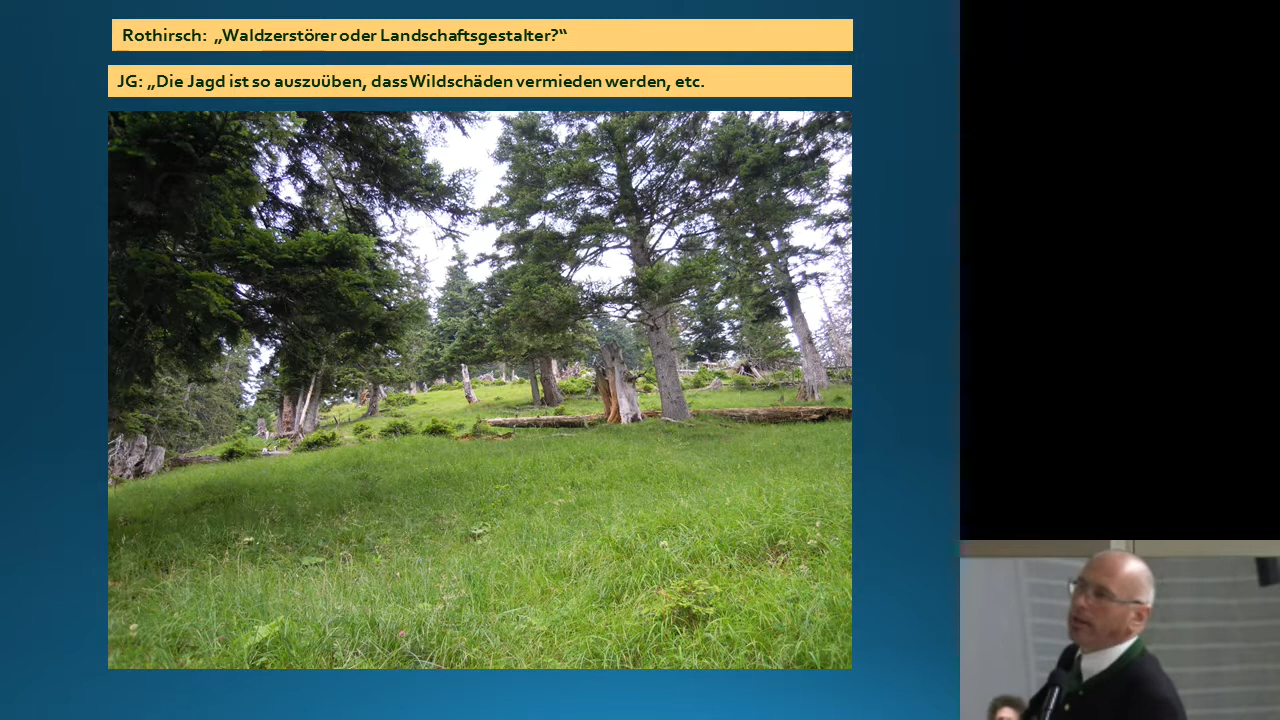 Rothirsch: „Waldzerstörer oder Landschaftsgestalter?“
JG: „Die Jagd ist so auszuüben, dass Wildschäden vermieden werden, etc.